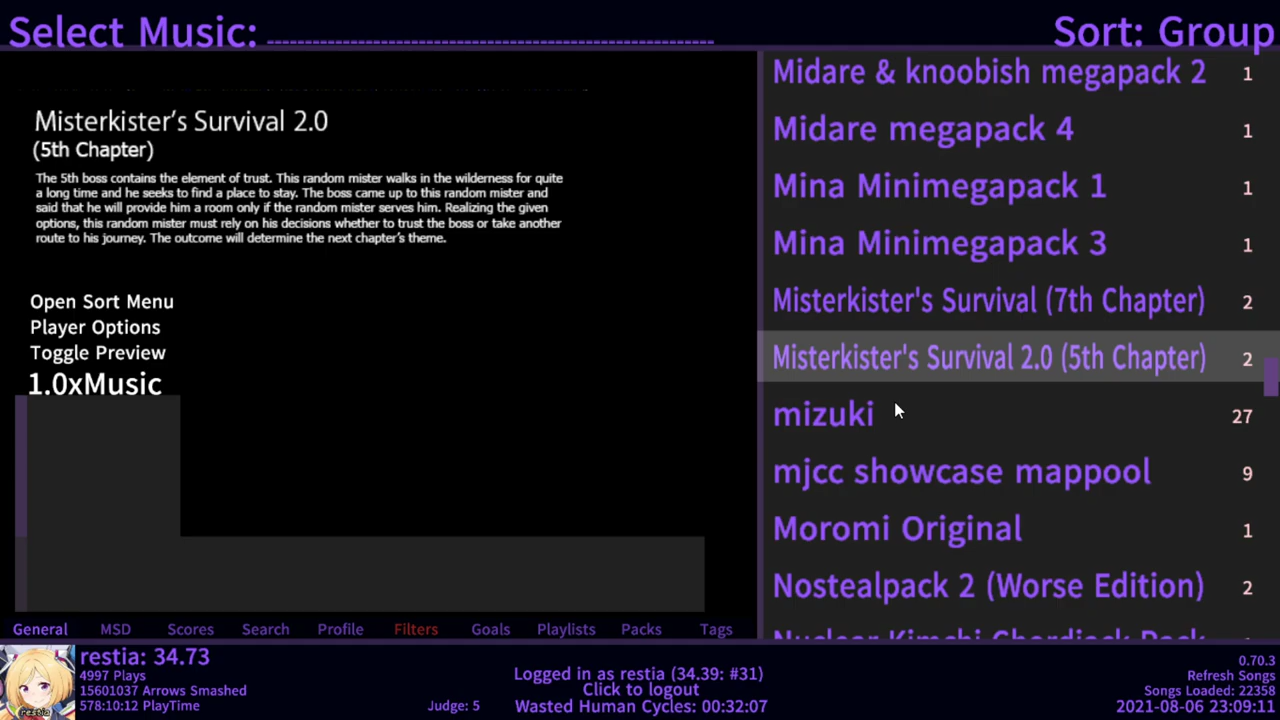 Select Music:
Sort: Group
Misterkister's Survival 2.0
(5th Chapter)
The 5th boss contains the element of trust. This random mister walks in the wilderness for quite
a long time and he seeks to find a place to stay. The boss came up to this random mister and
said that he will provide him a room only if the random mister serves him. Realizing the given
options, this random mister must rely on his decisions whether to trust the boss or take another
route to his journey. The outcome will determine the next chapter's theme.
Open Sort Menu
Player Options
Toggle Preview
1.0xMusic
Midare & knoobish megapack 2 1
Midare megapack 4 1
Mina Minimegapack 1 1
Mina Minimegapack 3 1
Misterkister's Survival (7th Chapter) 2
Misterkister's Survival 2.0 (5th Chapter) 2
mizuki 27
mjcc showcase mappool 9
Moromi Original 1
Nostealpack 2 (Worse Edition) 2
Nuclear Kimchi Chordjack Pack
General MSD Scores Search Profile Filters Goals Playlists Packs Tags
restia: 34.73
4997 Plays
15601037 Arrows Smashed
578:10:12 PlayTime
restia
Judge: 5
Logged in as restia (34.39: #31)
Click to logout
Wasted Human Cycles: 00:32:07
0.70.3
Refresh Songs
Songs Loaded: 22358
2021-08-06 23:09:11